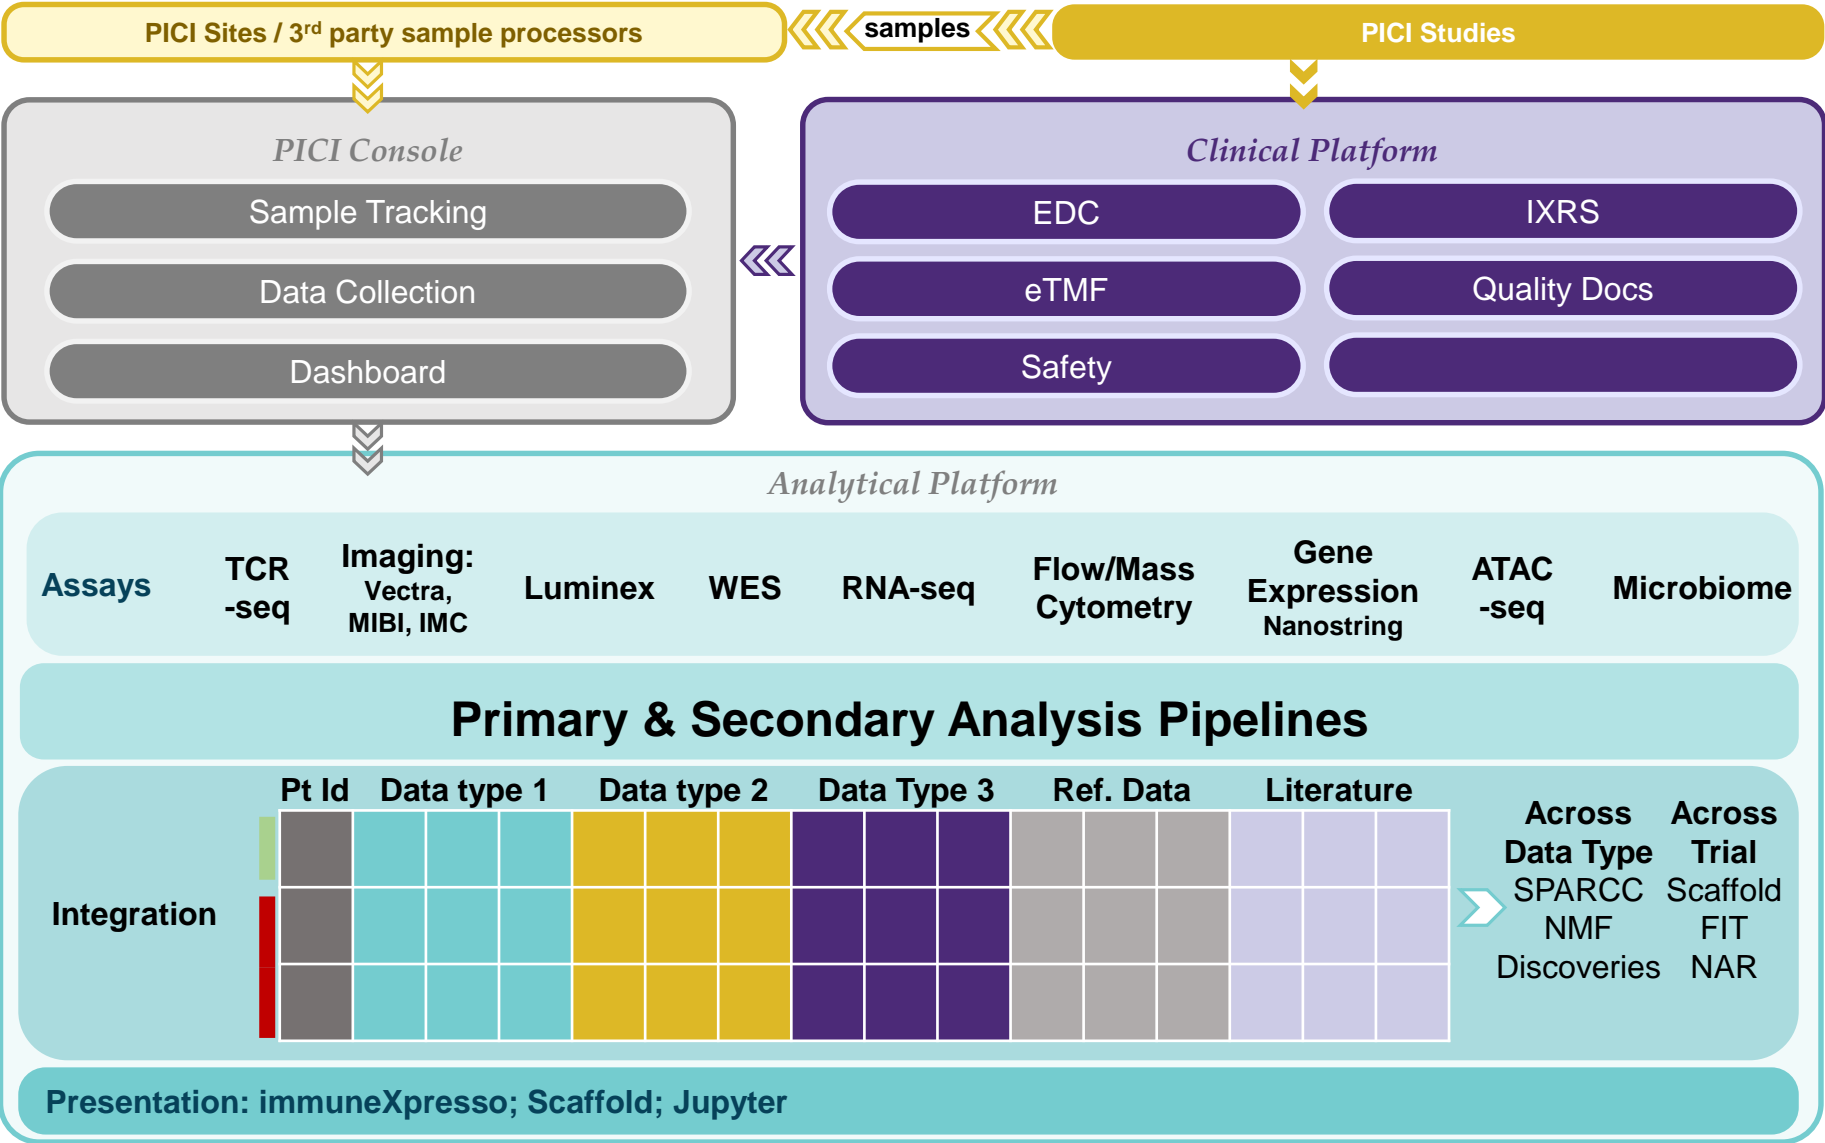 PICI Sites / 3rd party sample processors
samples
PICI Studies
PICI Console
Sample Tracking
Data Collection
Dashboard
Clinical Platform
EDC
IXRS
eTMF
Quality Docs
Safety
Analytical Platform
Assays
TCR
-seq
Imaging:
Vectra,
MIBI, IMC
Luminex
WES
RNA-seq
Flow/Mass
Cytometry
Gene
Expression
Nanostring
ATAC
-seq
Microbiome
Primary & Secondary Analysis Pipelines
Integration
Pt Id
Data type 1
Data type 2
Data Type 3
Ref. Data
Literature
Across
Data Type
SPARCC
NMF
Discoveries
Across
Trial
Scaffold
FIT
NAR
Presentation: immuneXpresso; Scaffold; Jupyter